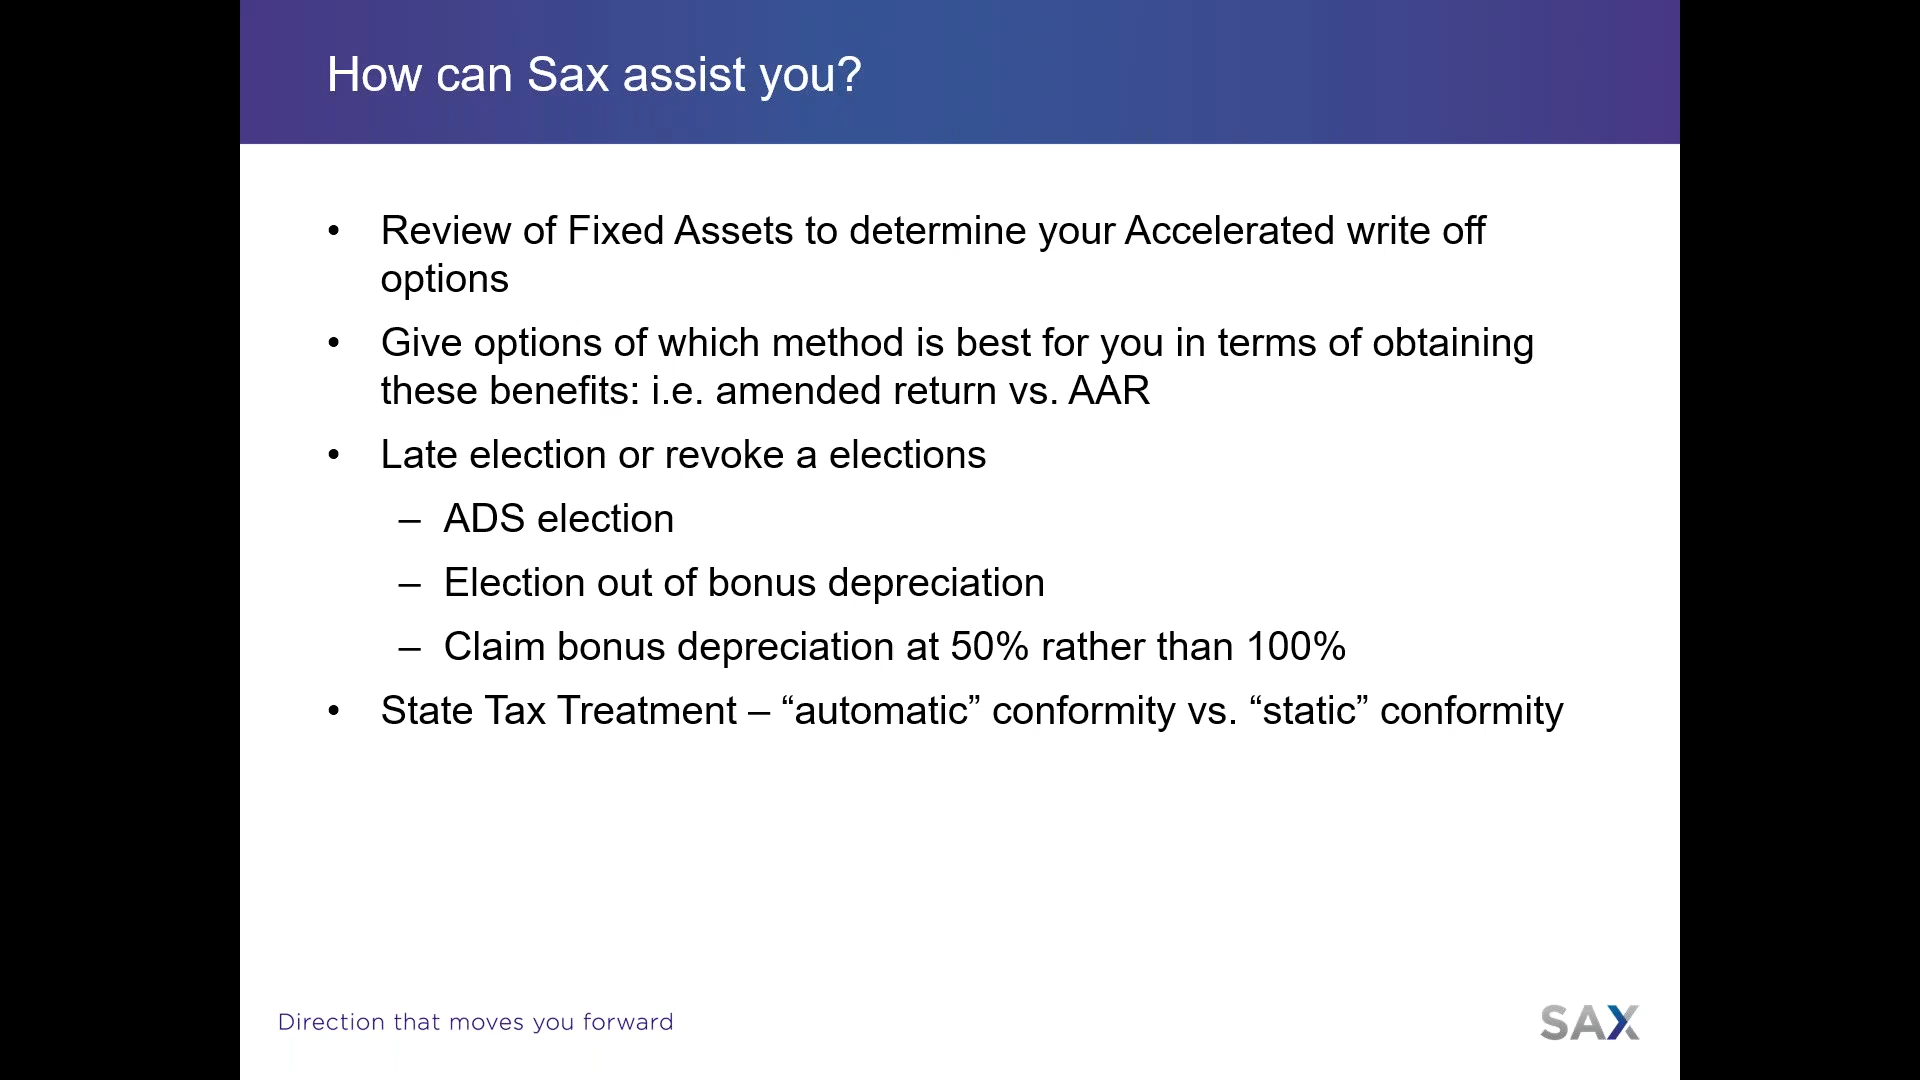 How can Sax assist you?
• Review of Fixed Assets to determine your Accelerated write off
options
• Give options of which method is best for you in terms of obtaining
these benefits: i.e. amended return vs. AAR
• Late election or revoke a elections
– ADS election
– Election out of bonus depreciation
– Claim bonus depreciation at 50% rather than 100%
• State Tax Treatment – “automatic” conformity vs. “static” conformity
Direction that moves you forward
SAX